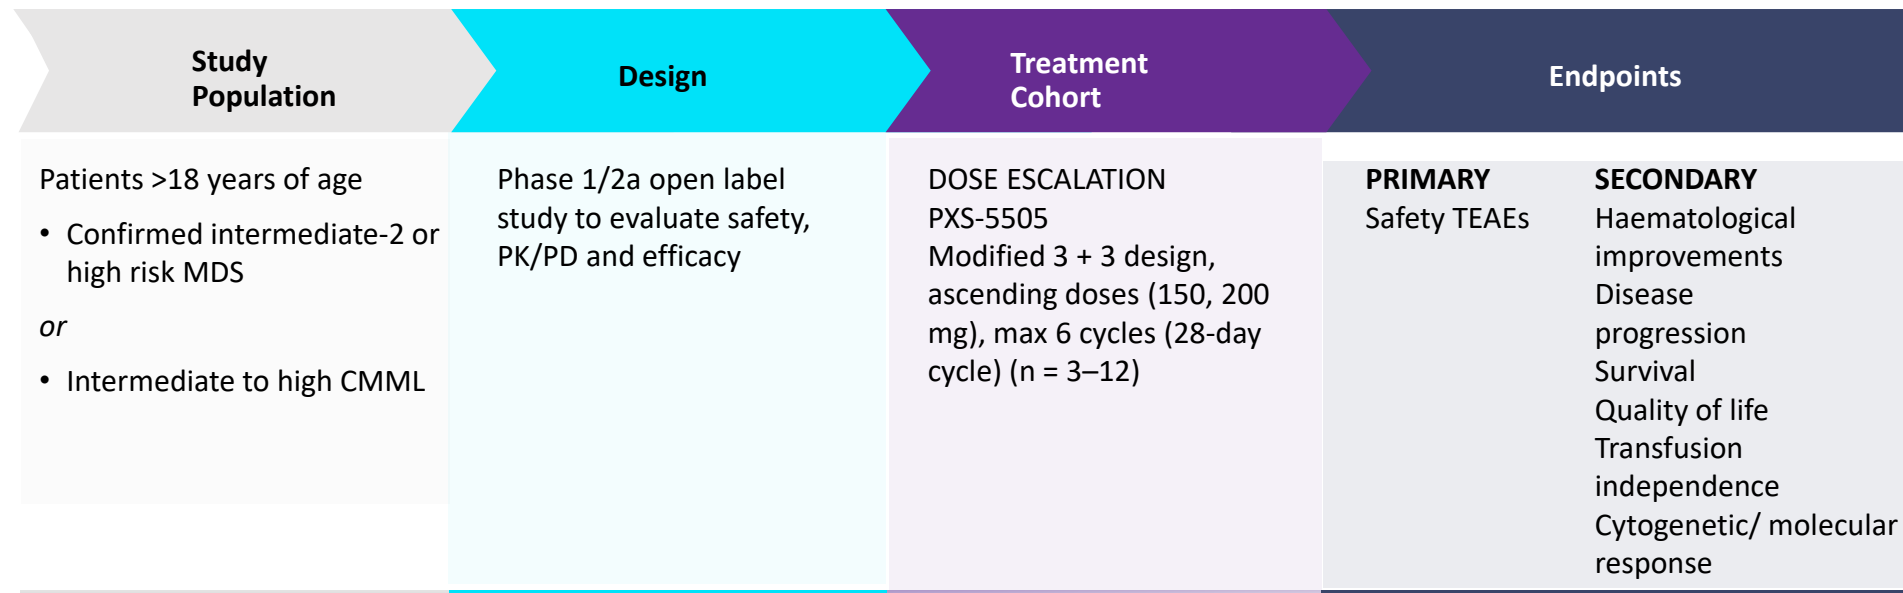 Study
Population
Design
Treatment
Cohort
Endpoints
Patients >18 years of age
• Confirmed intermediate-2 or
high risk MDS
or
• Intermediate to high CMML
Phase 1/2a open label
study to evaluate safety,
PK/PD and efficacy
DOSE ESCALATION
PXS-5505
Modified 3 + 3 design,
ascending doses (150, 200
mg), max 6 cycles (28-day
cycle) (n = 3–12)
PRIMARY
Safety TEAEs
SECONDARY
Haematological
improvements
Disease
progression
Survival
Quality of life
Transfusion
independence
Cytogenetic/ molecular
response